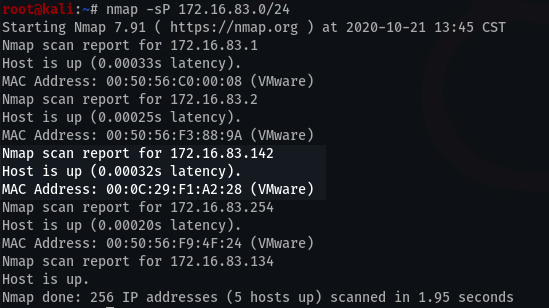 root@kali:~# nmap -sP 172.16.83.0/24
Starting Nmap 7.91 ( https://nmap.org ) at 2020-10-21 13:45 CST
Nmap scan report for 172.16.83.1
Host is up (0.00033s latency).
MAC Address: 00:50:56:C0:00:08 (VMware)
Nmap scan report for 172.16.83.2
Host is up (0.00025s latency).
MAC Address: 00:50:56:F3:88:9A (VMware)
Nmap scan report for 172.16.83.142
Host is up (0.00032s latency).
MAC Address: 00:0C:29:F1:A2:28 (VMware)
Nmap scan report for 172.16.83.254
Host is up (0.00020s latency).
MAC Address: 00:50:56:F9:4F:24 (VMware)
Nmap scan report for 172.16.83.134
Host is up.
Nmap done: 256 IP addresses (5 hosts up) scanned in 1.95 seconds